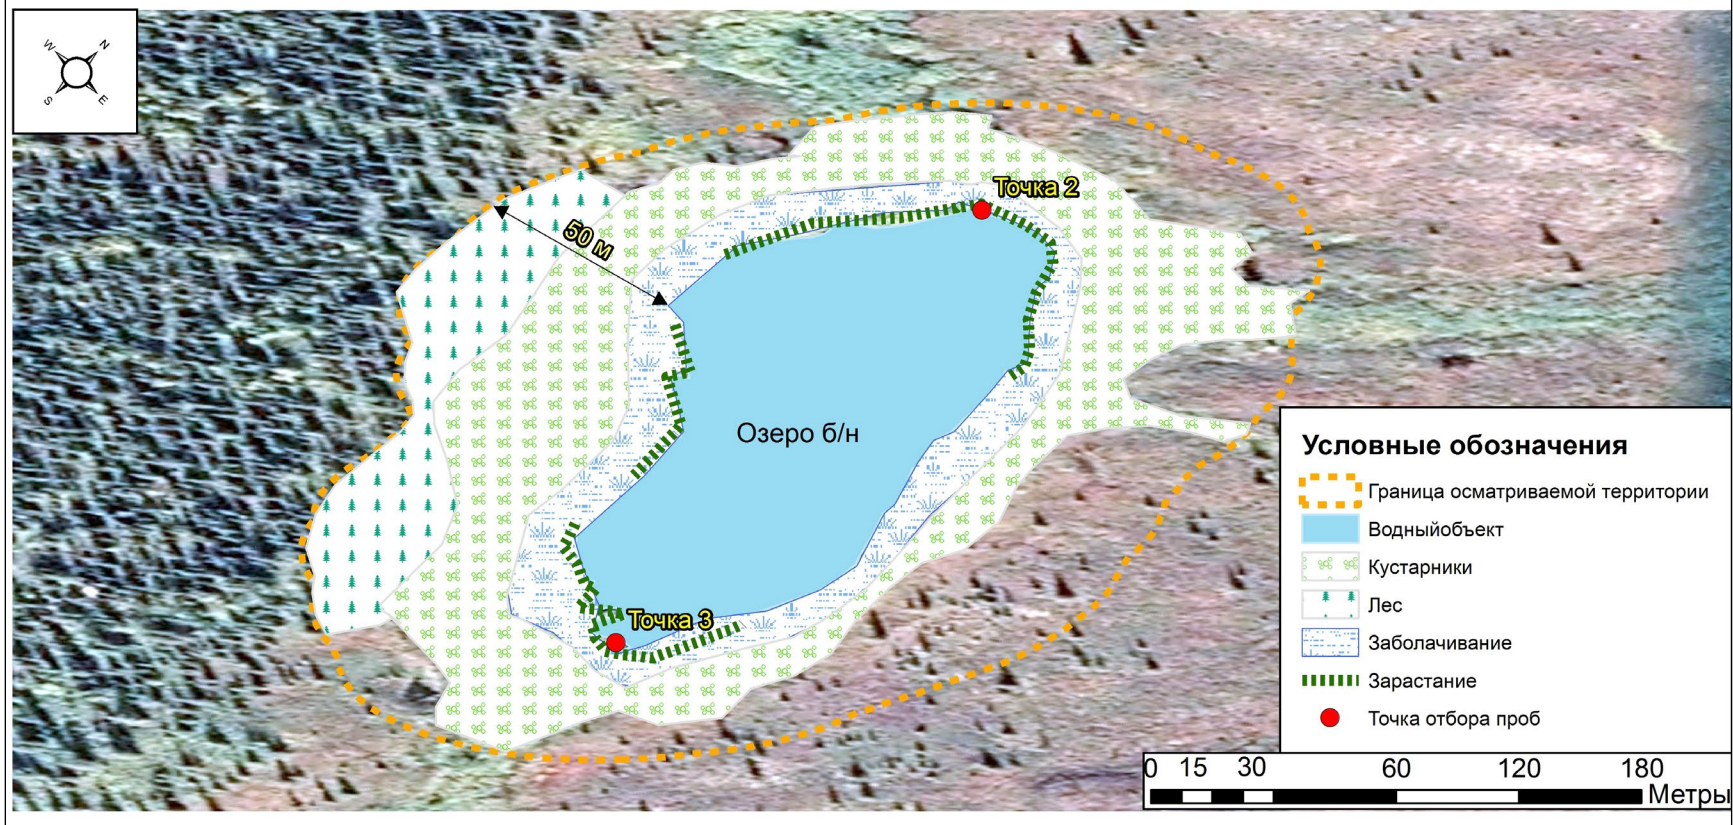 W N
S E
Точка 2
50 м
Озеро б/н
Точка 3
Условные обозначения
Граница осматриваемой территории
Водныйобъект
Кустарники
Лес
Заболачивание
Зарастание
Точка отбора проб
0 15 30 60 120 180
Метры